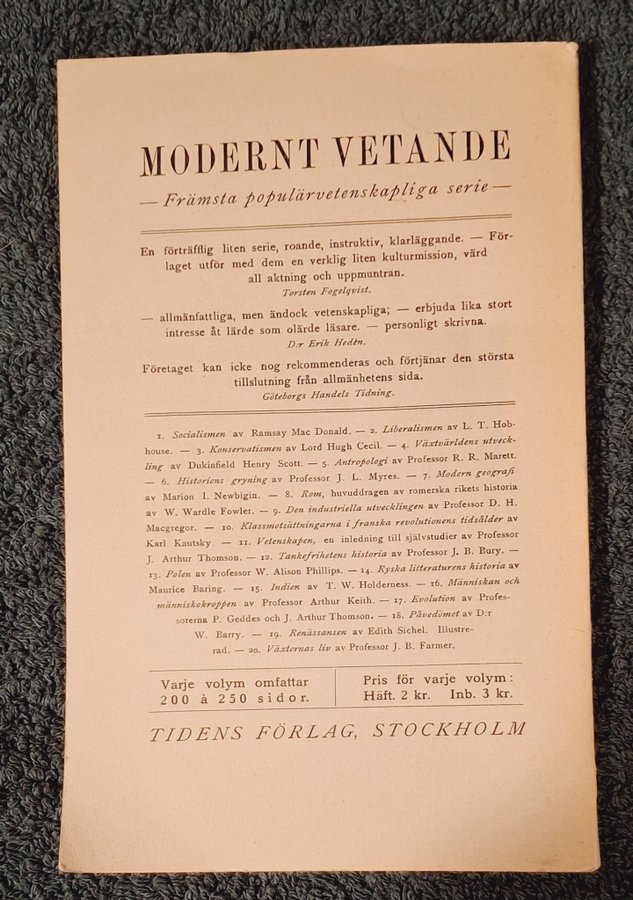 MODERNT VETANDE
— Främsta populärvetenskapliga serie —
En förträfflig liten serie, roande, instruktiv, klarläggande. — För-
laget utför med dem en verklig liten kulturmission, värd
all aktning och uppmuntran.
Torsten Fogelqvist.
— allmänfattliga, men ändock vetenskapliga; — erbjuda lika stort
intresse åt lärde som olärde läsare. — personligt skrivna.
D:r Erik Hedén.
Företaget kan icke nog rekommenderas och förtjänar den största
tillslutning från allmänhetens sida.
Göteborgs Handels Tidning.
1. Socialismen av Ramsay Mac Donald. — 2. Liberalismen av L. T. Hob-
house. — 3. Konservatismen av Lord Hugh Cecil. — 4. Växtvärldens utveck-
ling av Dukinfield Henry Scott. — 5. Antropologi av Professor R. R. Marett.
— 6. Historiens gryning av Professor J. L. Myres. — 7. Modern geografi
av Marion I. Newbigin. — 8. Rom, huvuddragen av romerska rikets historia
av W. Wardle Fowler. — 9. Den industriella utvecklingen av Professor D. H.
Macgregor. — 10. Klassmotsättningarna i franska revolutionens tidsålder av
Karl Kautsky. — 11. Vetenskapen, en inledning till självstudier av Professor
J. Arthur Thomson. — 12. Tankefrihetens historia av Professor J. B. Bury. —
13. Polen av Professor W. Alison Phillips. — 14. Ryska litteraturens historia av
Maurice Baring. — 15. Indien av T. W. Holderness. — 16. Människan och
människokroppen av Professor Arthur Keith. — 17. Evolution av Profes-
sorerna P. Geddes och J. Arthur Thomson. — 18. Påvedömet av D:r
W. Barry. — 19. Renässansen av Edith Sichel. Illustre-
rad. — 20. Växternas liv av Professor J. B. Farmer.
Varje volym omfattar
200 à 250 sidor.
Pris för varje volym:
Häft. 2 kr. Inb. 3 kr.
TIDENS FÖRLAG, STOCKHOLM